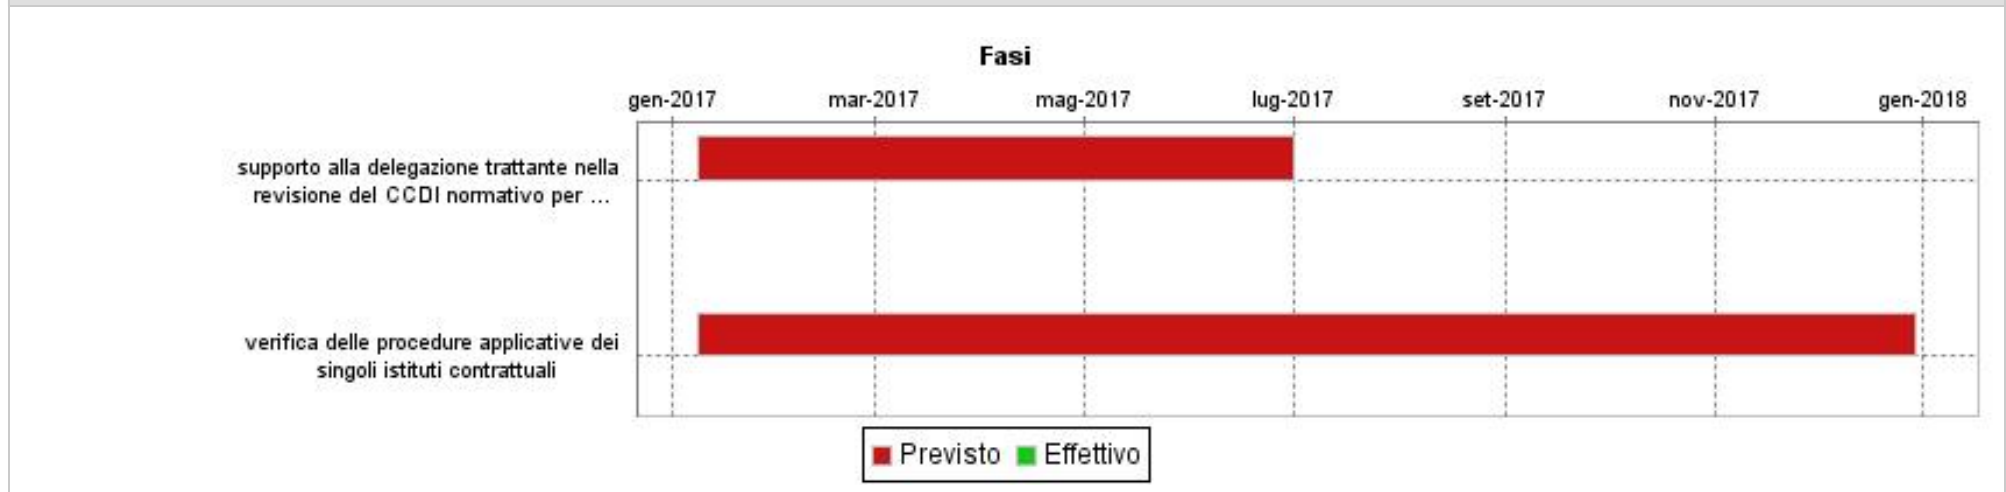 Fasi
gen-2017 mar-2017 mag-2017 lug-2017 set-2017 nov-2017 gen-2018
supporto alla delegazione trattante nella
revisione del CCDI normativo per ...
verifica delle procedure applicative dei
singoli istituti contrattuali
Previsto Effettivo